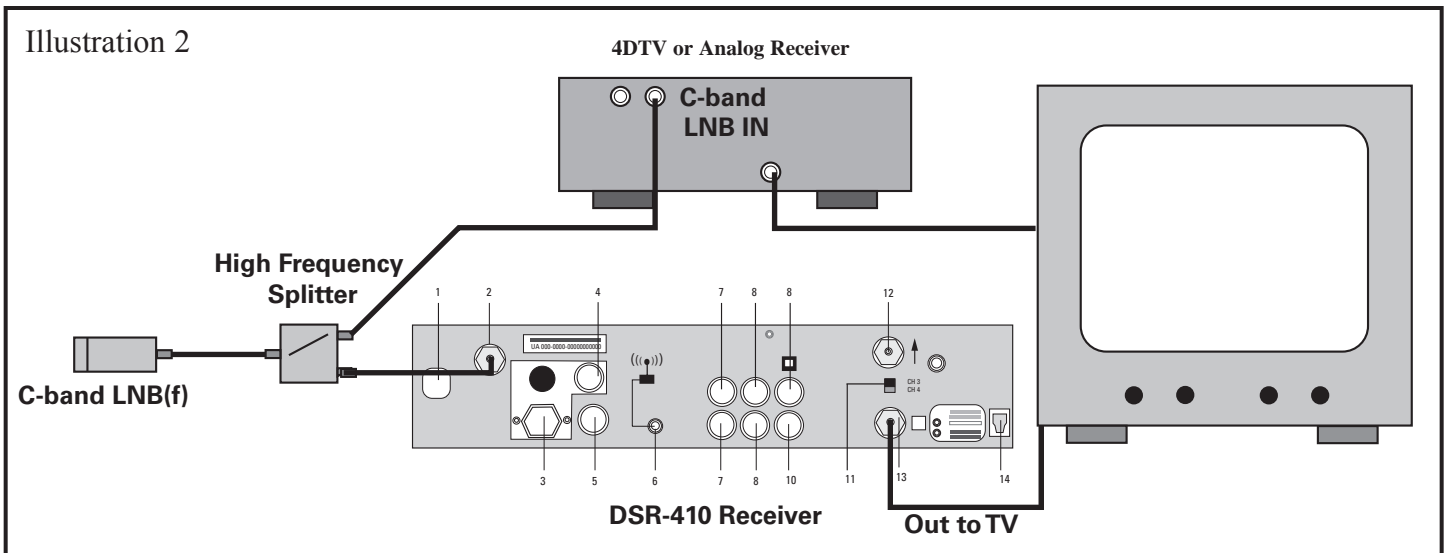 Illustration 2
4DTV or Analog Receiver
C-band
LNB IN
High Frequency
Splitter
C-band LNB(f)
1
2
4
7
8
8
12
UA 000-0000-00000000000
(((•)))
CH 3
CH 4
3
5
6
7
8
10
11
13
14
DSR-410 Receiver
Out to TV